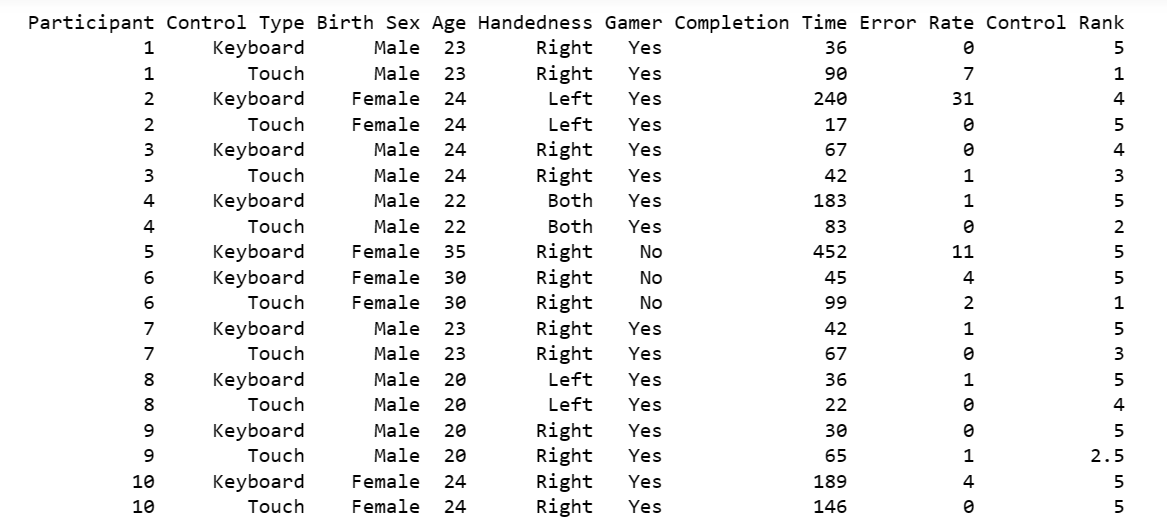 Participant Control Type Birth Sex Age Handedness Gamer Completion Time Error Rate Control Rank
1 Keyboard Male 23 Right Yes 36 0 5
1 Touch Male 23 Right Yes 90 7 1
2 Keyboard Female 24 Left Yes 240 31 4
2 Touch Female 24 Left Yes 17 0 5
3 Keyboard Male 24 Right Yes 67 0 4
3 Touch Male 24 Right Yes 42 1 3
4 Keyboard Male 22 Both Yes 183 1 5
4 Touch Male 22 Both Yes 83 0 2
5 Keyboard Female 35 Right No 452 11 5
6 Keyboard Female 30 Right No 45 4 5
6 Touch Female 30 Right No 99 2 1
7 Keyboard Male 23 Right Yes 42 1 5
7 Touch Male 23 Right Yes 67 0 3
8 Keyboard Male 20 Left Yes 36 1 5
8 Touch Male 20 Left Yes 22 0 4
9 Keyboard Male 20 Right Yes 30 0 5
9 Touch Male 20 Right Yes 65 1 2.5
10 Keyboard Female 24 Right Yes 189 4 5
10 Touch Female 24 Right Yes 146 0 5